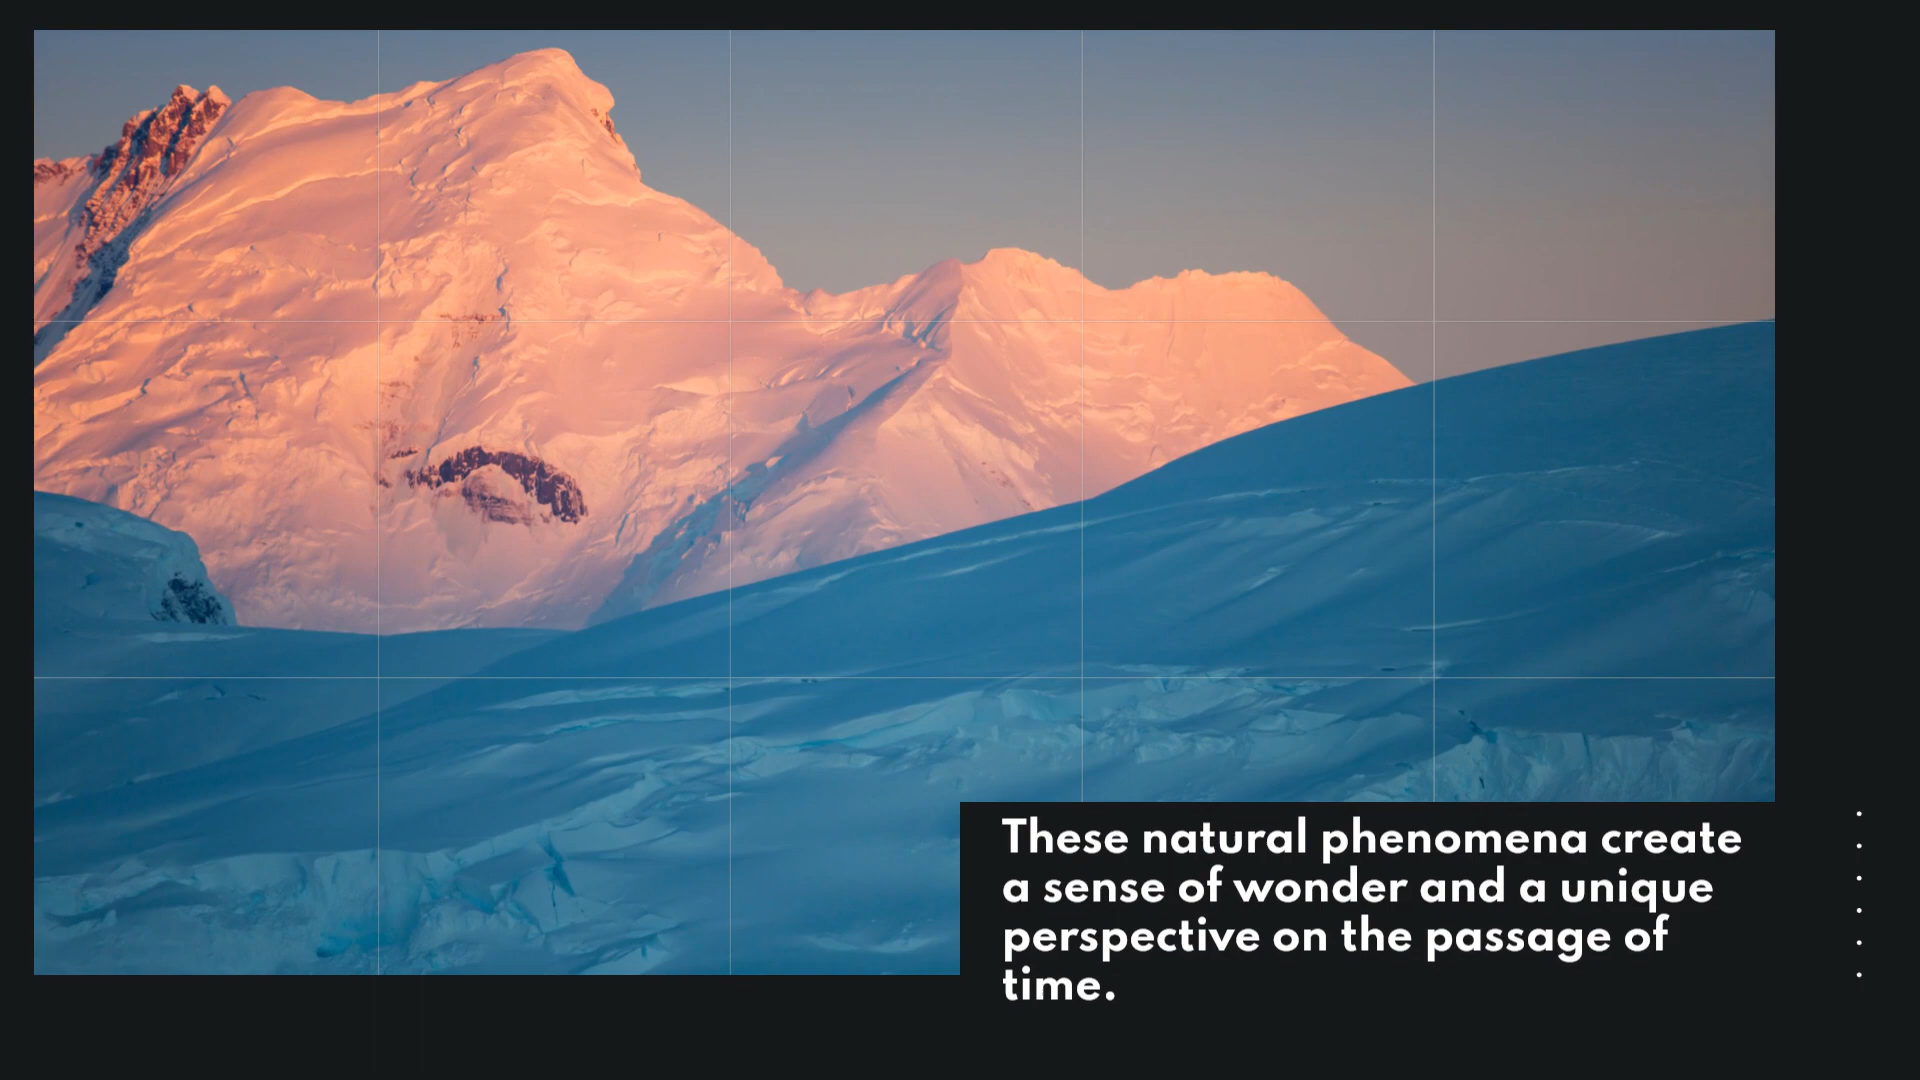 These natural phenomena create
a sense of wonder and a unique
perspective on the passage of
time.